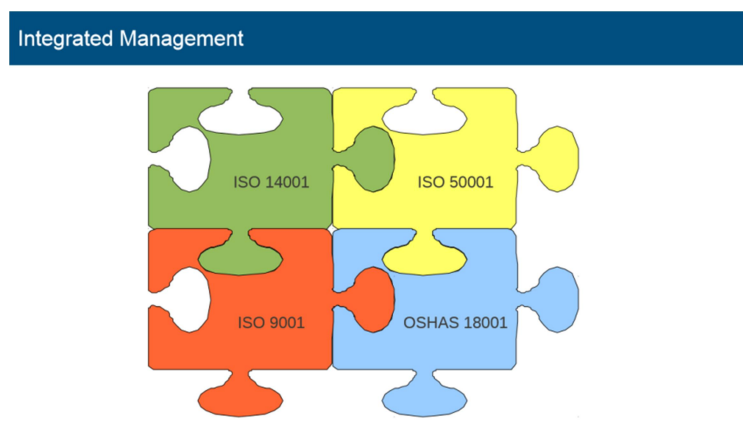 Integrated Management
ISO 14001
ISO 50001
ISO 9001
OSHAS 18001